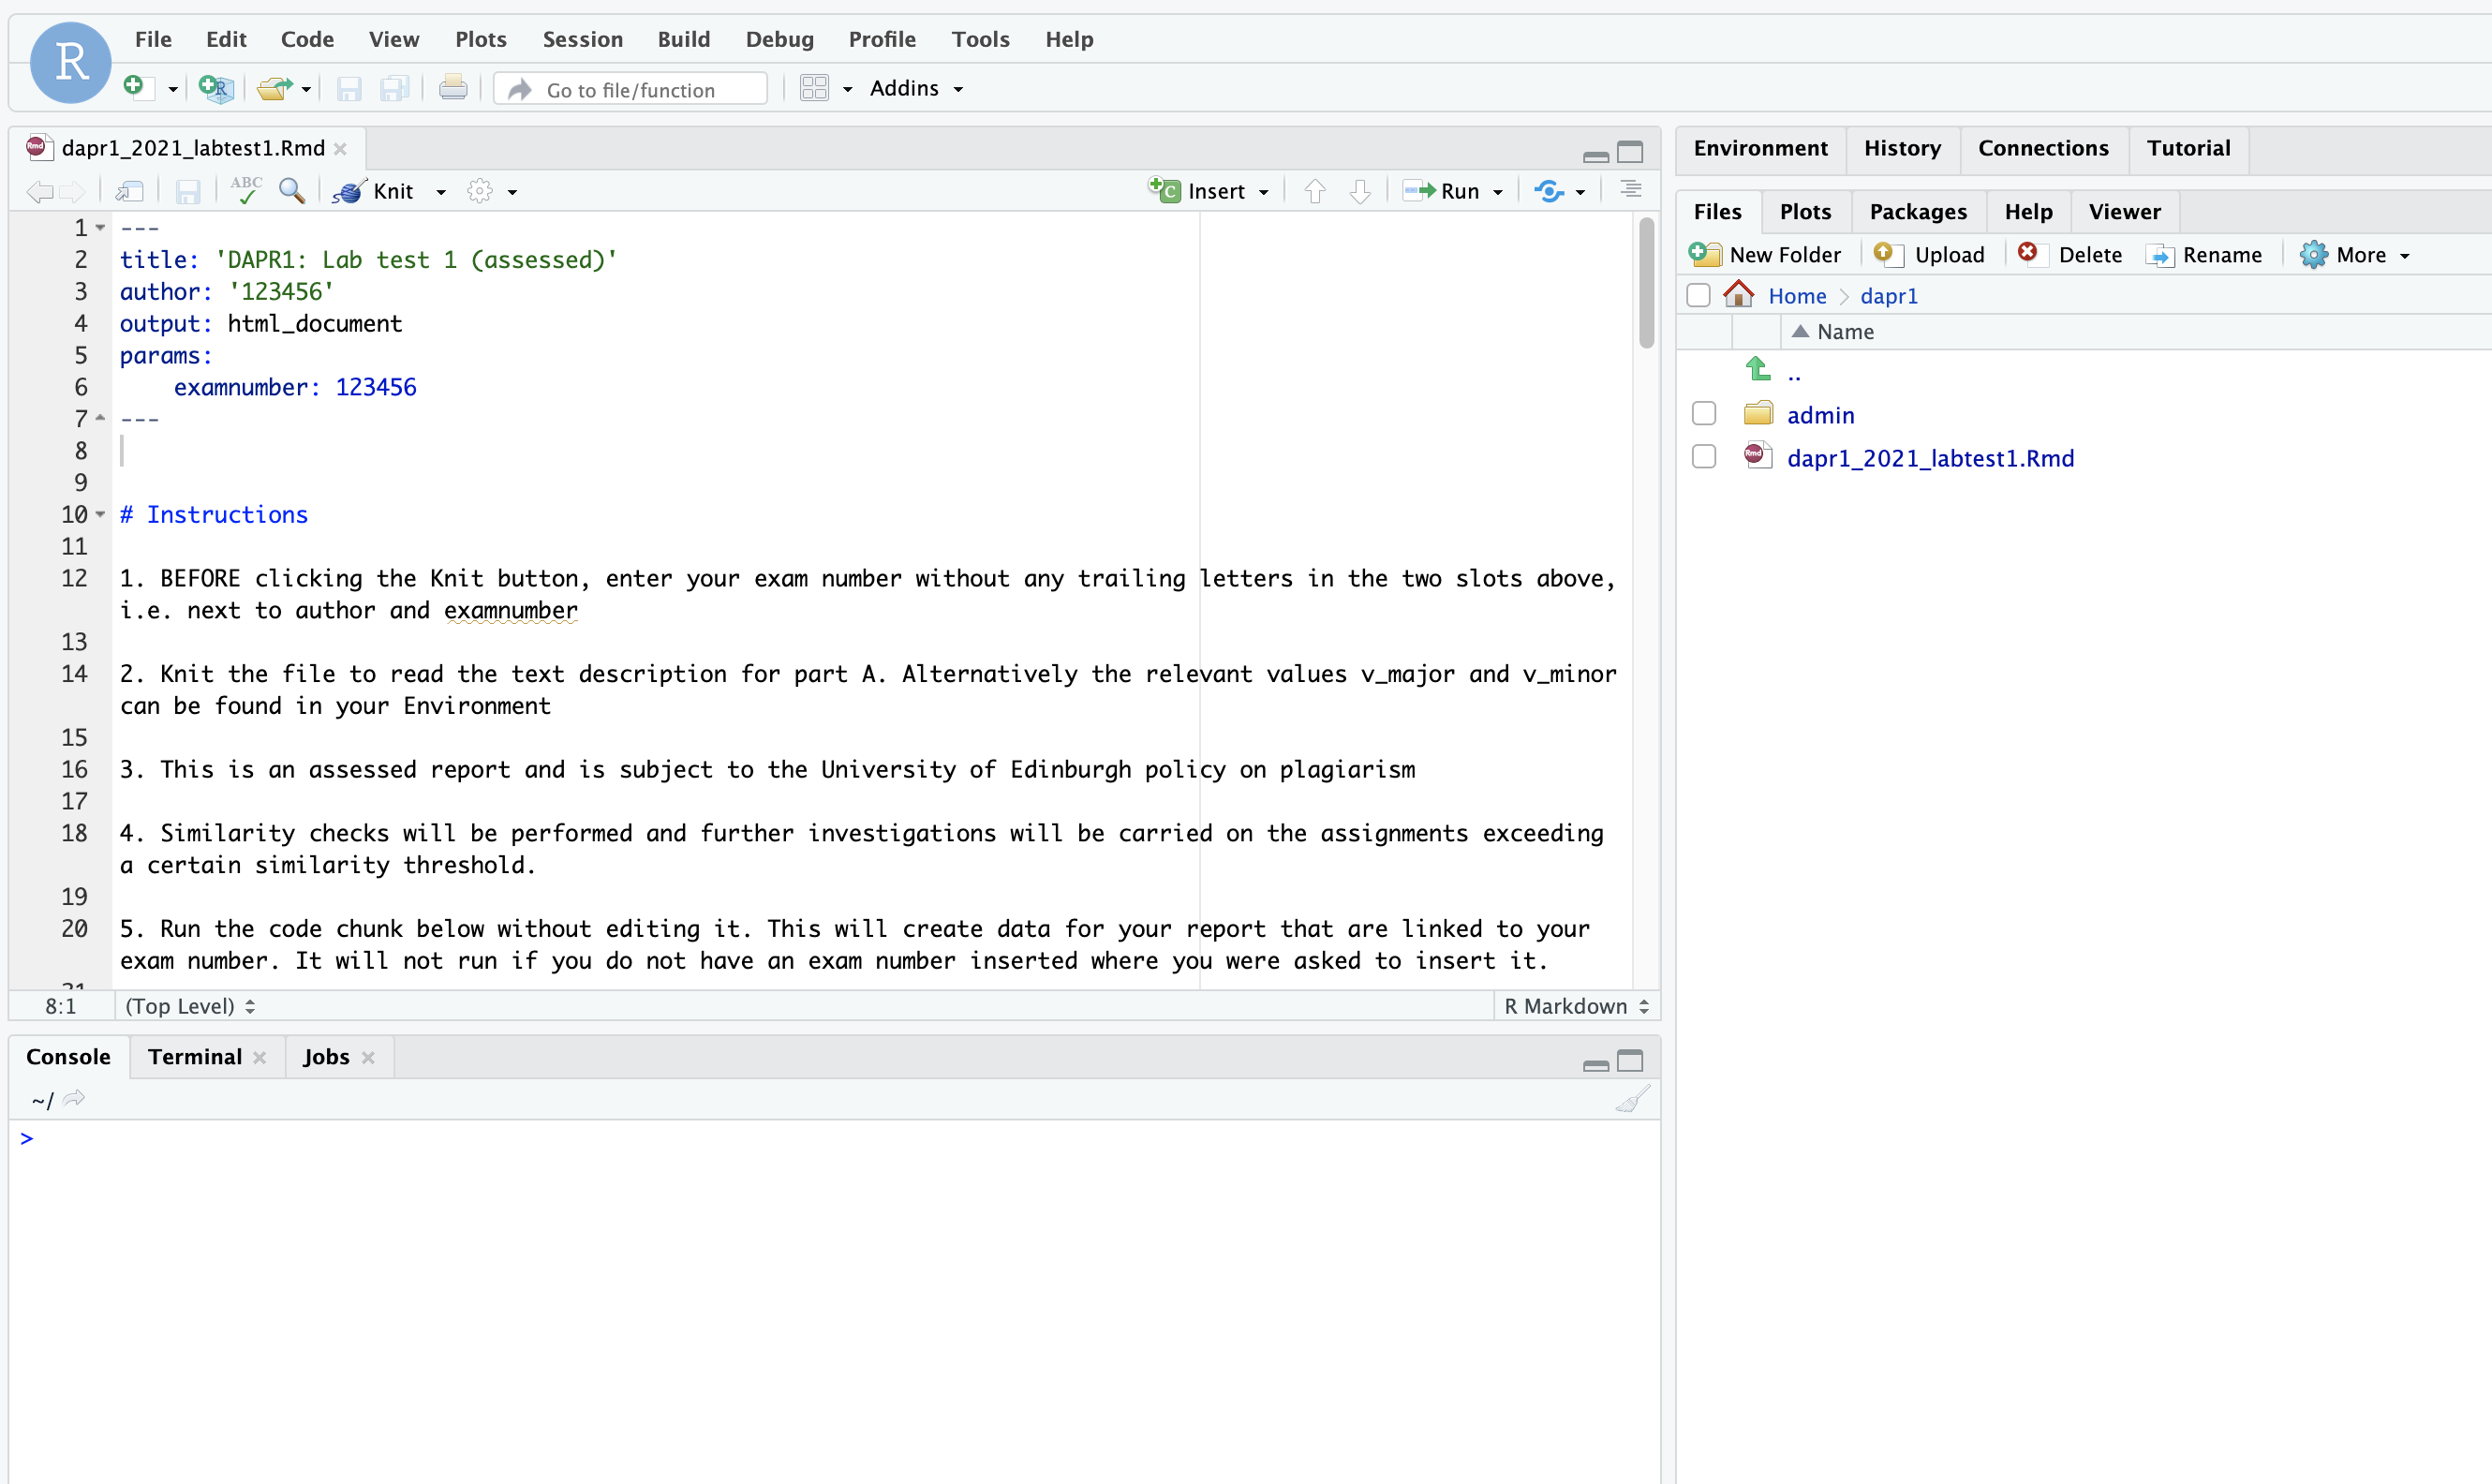 R
File Edit Code View Plots Session Build Debug Profile Tools Help
R Go to file/function Addins
Rmd dapr1_2021_labtest1.Rmd
ABC Knit C Insert Run
1 ---
2 title: 'DAPR1: Lab test 1 (assessed)'
3 author: '123456'
4 output: html_document
5 params:
6 examnumber: 123456
7 ---
8
9
10 # Instructions
11
12 1. BEFORE clicking the Knit button, enter your exam number without any trailing letters in the two slots above,
i.e. next to author and examnumber
13
14 2. Knit the file to read the text description for part A. Alternatively the relevant values v_major and v_minor
can be found in your Environment
15
16 3. This is an assessed report and is subject to the University of Edinburgh policy on plagiarism
17
18 4. Similarity checks will be performed and further investigations will be carried on the assignments exceeding
a certain similarity threshold.
19
20 5. Run the code chunk below without editing it. This will create data for your report that are linked to your
exam number. It will not run if you do not have an exam number inserted where you were asked to insert it.
21
8:1 (Top Level) R Markdown
Console Terminal Jobs
~/
>
Environment History Connections Tutorial
Files Plots Packages Help Viewer
New Folder Upload Delete Rename More
Home dapr1
Name
..
admin
Rmd dapr1_2021_labtest1.Rmd